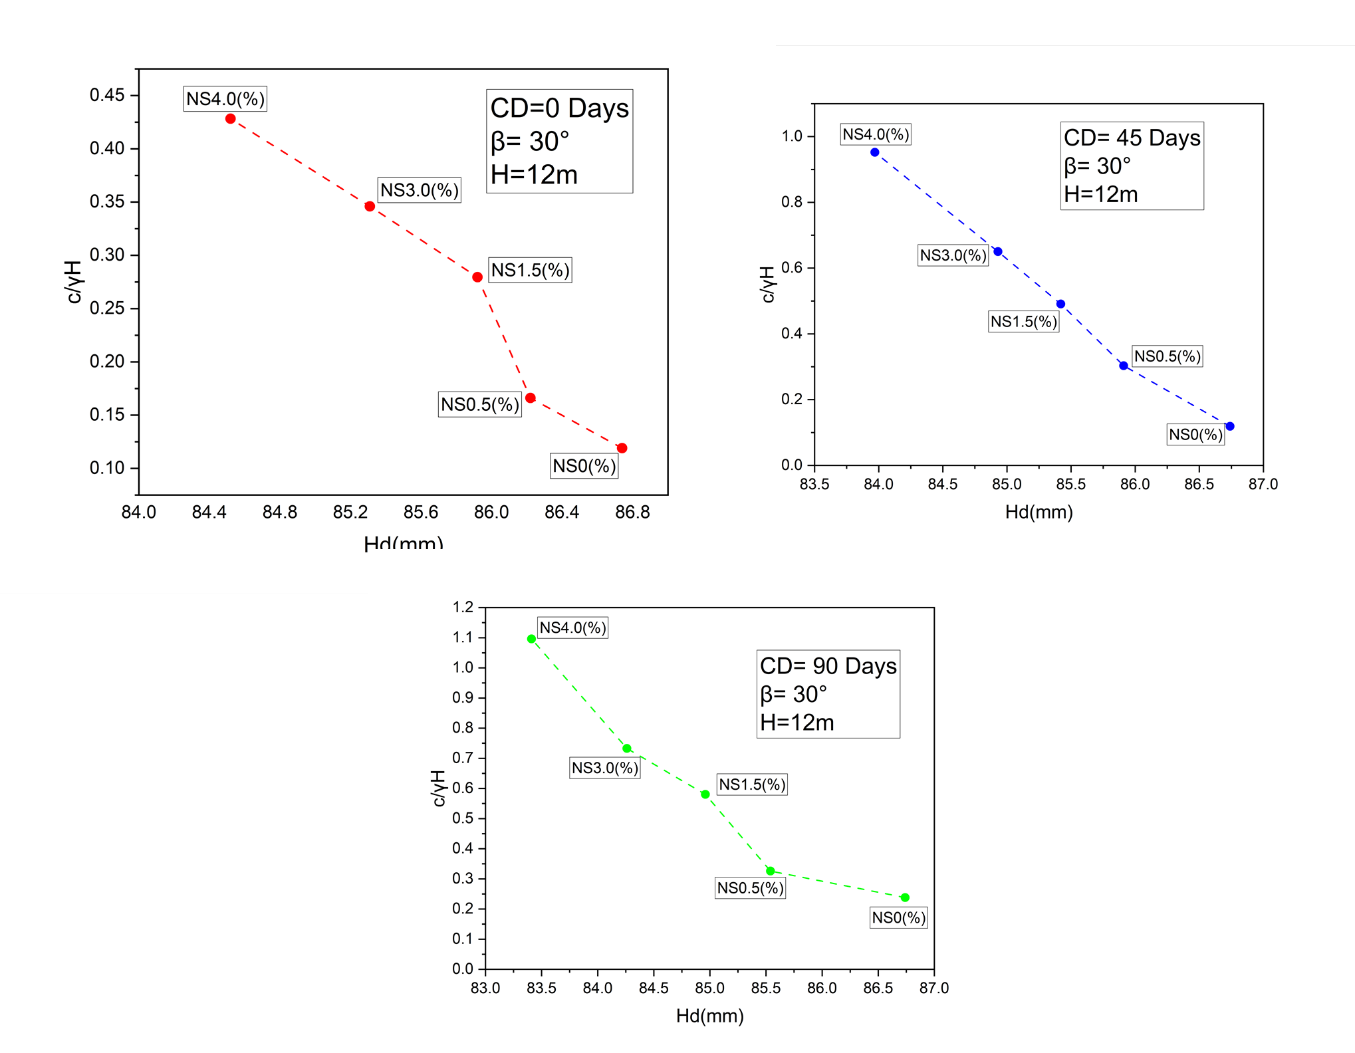 0.45
0.40
0.35
0.30
0.25
0.20
0.15
0.10
c/γH
NS4.0(%)
NS3.0(%)
NS1.5(%)
NS0.5(%)
NS0(%)
CD=0 Days
β= 30°
H=12m
84.0 84.4 84.8 85.2 85.6 86.0 86.4 86.8
Hd(mm)
1.0
0.8
0.6
0.4
0.2
0.0
c/γH
NS4.0(%)
NS3.0(%)
NS1.5(%)
NS0.5(%)
NS0(%)
CD= 45 Days
β= 30°
H=12m
83.5 84.0 84.5 85.0 85.5 86.0 86.5 87.0
Hd(mm)
1.2
1.1
1.0
0.9
0.8
0.7
0.6
0.5
0.4
0.3
0.2
0.1
0.0
c/γH
NS4.0(%)
NS3.0(%)
NS1.5(%)
NS0.5(%)
NS0(%)
CD= 90 Days
β= 30°
H=12m
83.0 83.5 84.0 84.5 85.0 85.5 86.0 86.5 87.0
Hd(mm)